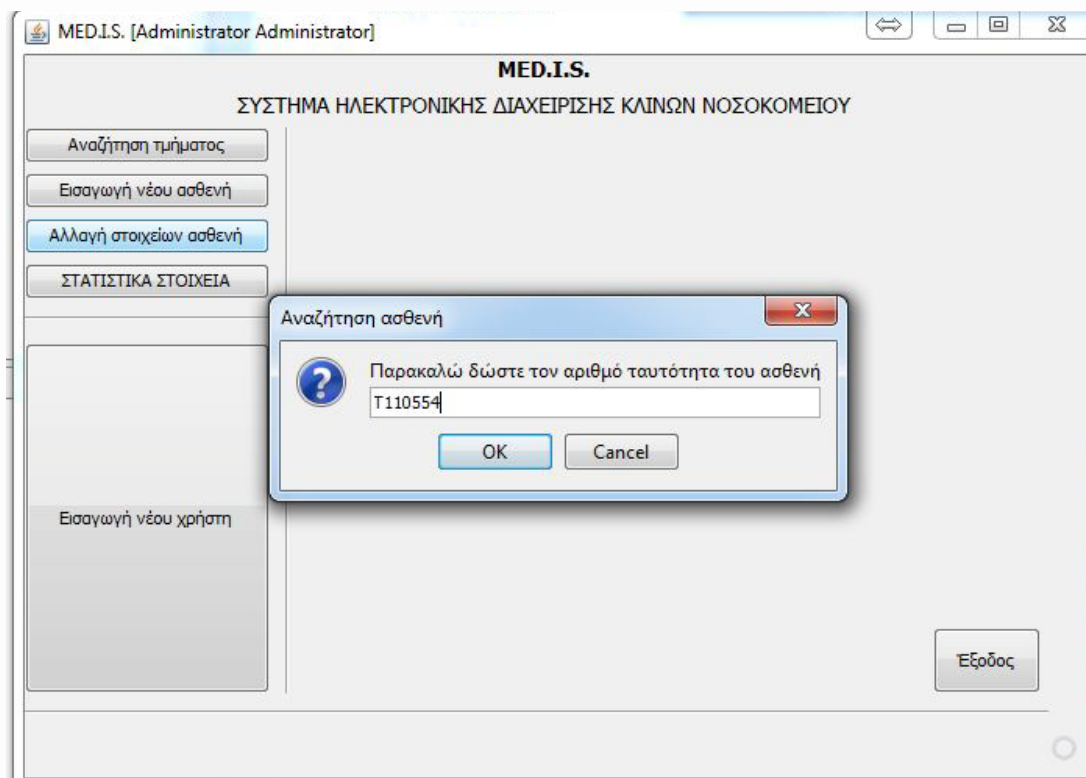 MED.I.S. [Administrator Administrator]
MED.I.S.
ΣΥΣΤΗΜΑ ΗΛΕΚΤΡΟΝΙΚΗΣ ΔΙΑΧΕΙΡΙΣΗΣ ΚΛΙΝΩΝ ΝΟΣΟΚΟΜΕΙΟΥ
Αναζήτηση τμήματος
Εισαγωγή νέου ασθενή
Αλλαγή στοιχείων ασθενή
ΣΤΑΤΙΣΤΙΚΑ ΣΤΟΙΧΕΙΑ
Αναζήτηση ασθενή
Παρακαλώ δώστε τον αριθμό ταυτότητα του ασθενή
T110554
OK
Cancel
Εισαγωγή νέου χρήστη
Έξοδος